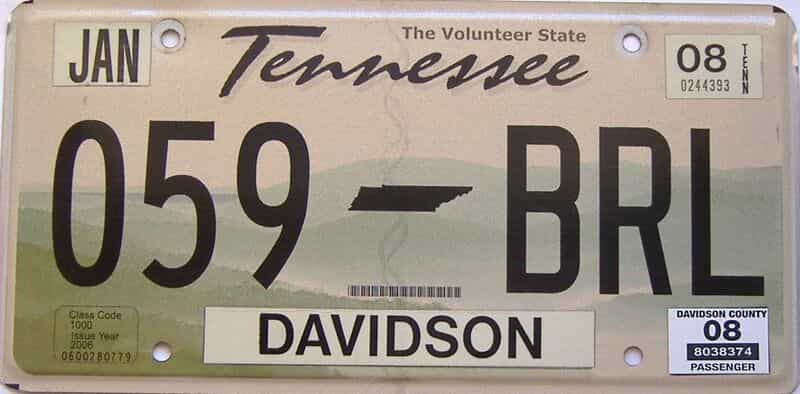 JAN
The Volunteer State
Tennessee
08
TENN
0244393
059 BRL
Class Code
1000
Issue Year
2006
0600280779
DAVIDSON
DAVIDSON COUNTY
08
8038374
PASSENGER